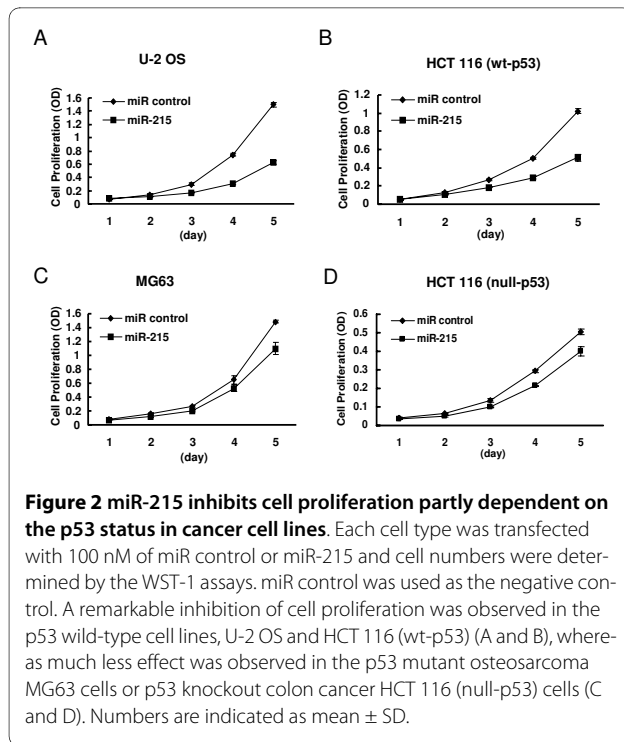 A
U-2 OS
Cell Proliferation (OD)
1.6
1.4
1.2
1
0.8
0.6
0.4
0.2
0
miR control
miR-215
1 2 3 4 5
(day)
B
HCT 116 (wt-p53)
Cell Proliferation (OD)
1.2
1
0.8
0.6
0.4
0.2
0
miR control
miR-215
1 2 3 4 5
(day)
C
MG63
Cell Proliferation (OD)
1.6
1.4
1.2
1
0.8
0.6
0.4
0.2
0
miR control
miR-215
1 2 3 4 5
(day)
D
HCT 116 (null-p53)
Cell Proliferation (OD)
0.6
0.5
0.4
0.3
0.2
0.1
0
miR control
miR-215
1 2 3 4 5
(day)
Figure 2 miR-215 inhibits cell proliferation partly dependent on
the p53 status in cancer cell lines. Each cell type was transfected
with 100 nM of miR control or miR-215 and cell numbers were deter-
mined by the WST-1 assays. miR control was used as the negative con-
trol. A remarkable inhibition of cell proliferation was observed in the
p53 wild-type cell lines, U-2 OS and HCT 116 (wt-p53) (A and B), where-
as much less effect was observed in the p53 mutant osteosarcoma
MG63 cells or p53 knockout colon cancer HCT 116 (null-p53) cells (C
and D). Numbers are indicated as mean ± SD.